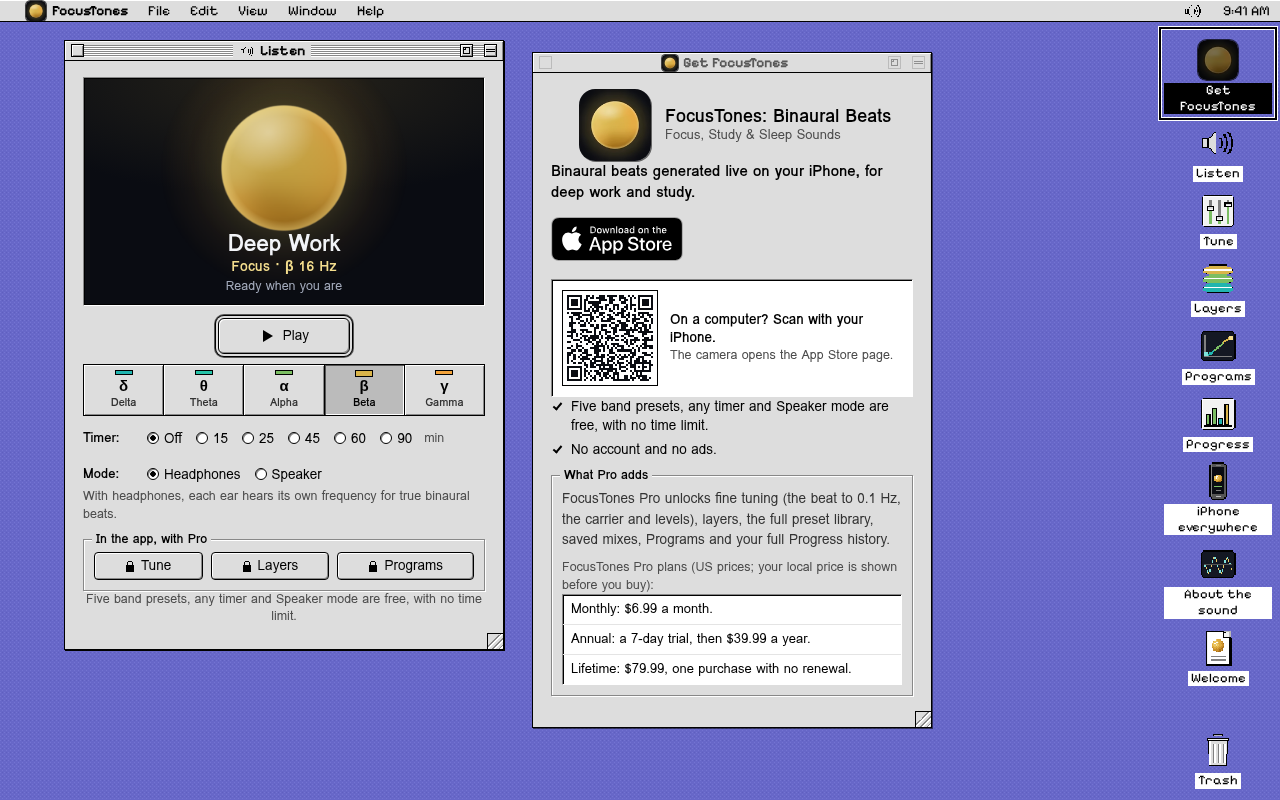 FocusTones File Edit View Window Help 9:41 AM
Listen
Deep Work
Focus · β 16 Hz
Ready when you are
Play
δ θ α β γ
Delta Theta Alpha Beta Gamma
Timer: Off 15 25 45 60 90 min
Mode: Headphones Speaker
With headphones, each ear hears its own frequency for true binaural
beats.
In the app, with Pro
Tune Layers Programs
Five band presets, any timer and Speaker mode are free, with no time
limit.
Get FocusTones
FocusTones: Binaural Beats
Focus, Study & Sleep Sounds
Binaural beats generated live on your iPhone, for
deep work and study.
Download on the
App Store
On a computer? Scan with your
iPhone.
The camera opens the App Store page.
Five band presets, any timer and Speaker mode are
free, with no time limit.
No account and no ads.
What Pro adds
FocusTones Pro unlocks fine tuning (the beat to 0.1 Hz,
the carrier and levels), layers, the full preset library,
saved mixes, Programs and your full Progress history.
FocusTones Pro plans (US prices; your local price is shown
before you buy):
Monthly: $6.99 a month.
Annual: a 7-day trial, then $39.99 a year.
Lifetime: $79.99, one purchase with no renewal.
Get
FocusTones
Listen
Tune
Layers
Programs
Progress
iPhone
everywhere
About the
sound
Welcome
Trash